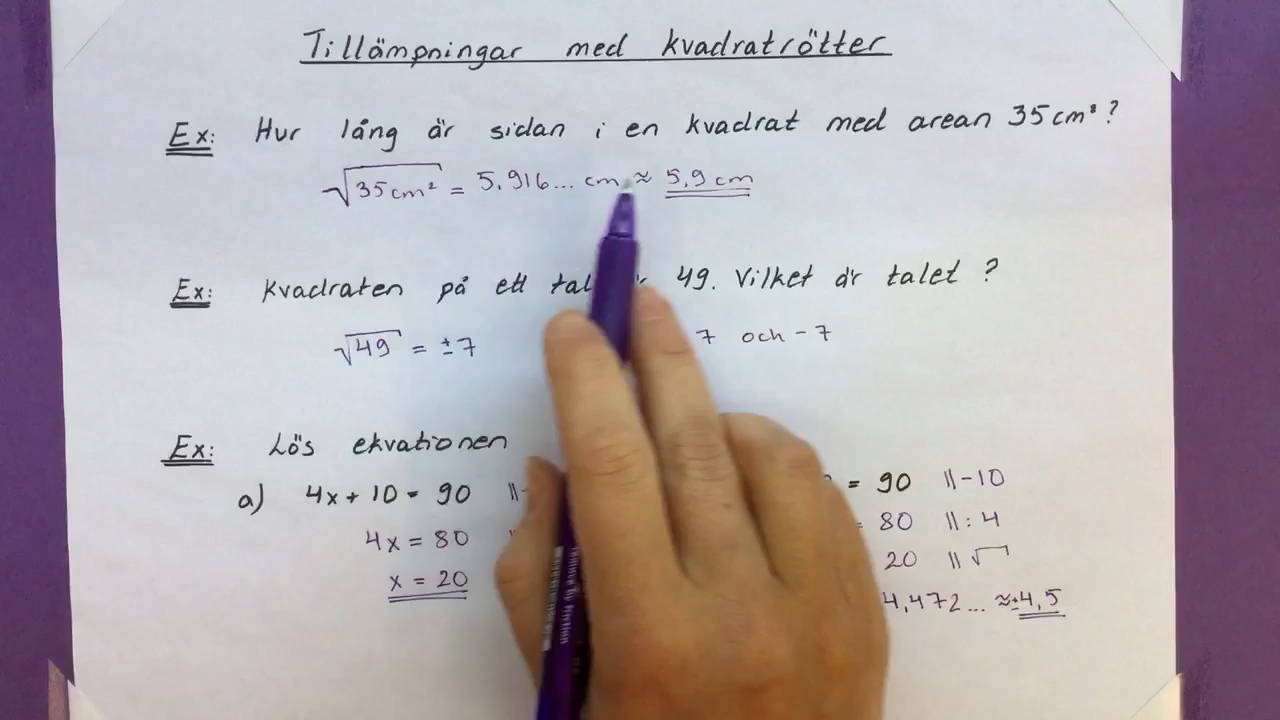 Tillämpningar med kvadratrötter
Ex: Hur lång är sidan i en kvadrat med arean 35 cm²?
√35 cm² = 5,916... cm ≈ 5,9 cm
Ex: Kvadraten på ett tal 49. Vilket är talet?
√49 = ±7 7 och -7
Ex: Lös ekvationen
a) 4x + 10 = 90 = 90 ||-10
4x = 80 80 ||:4
x = 20 20 ||√
4,472... ≈ ±4,5